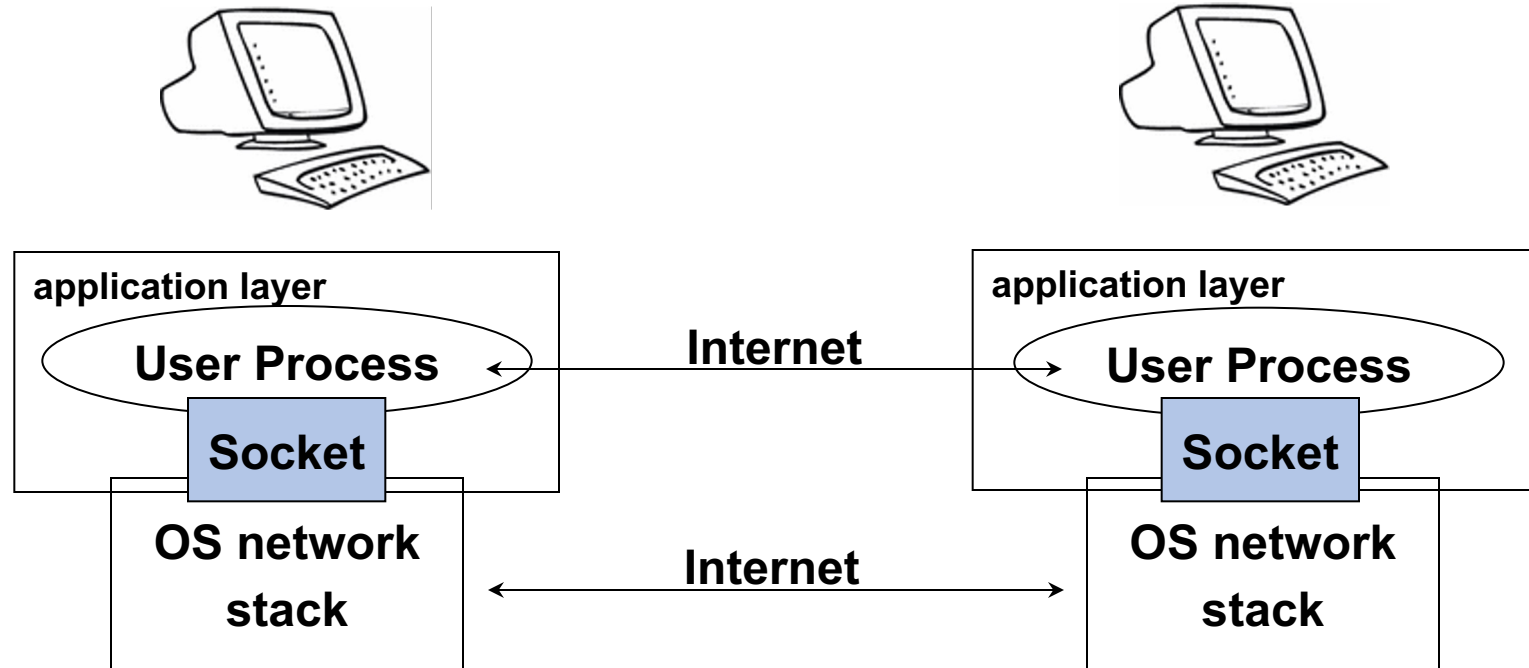 application layer
User Process
Socket
OS network
stack
Internet
Internet
application layer
User Process
Socket
OS network
stack